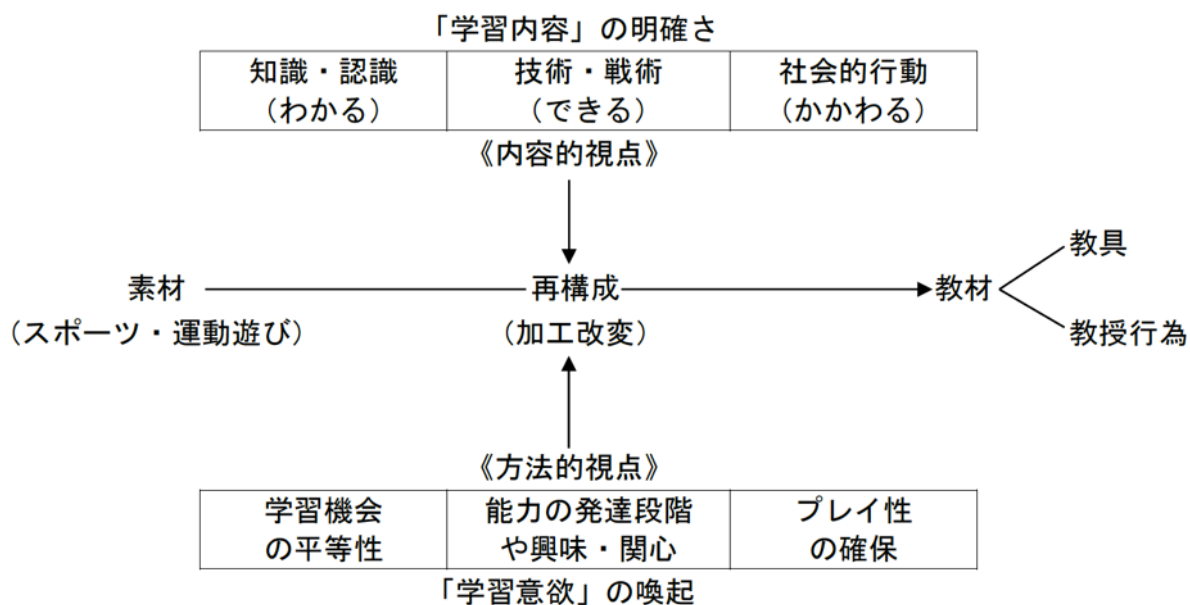 「学習内容」の明確さ
知識・認識
(わかる)
技術・戦術
(できる)
社会的行動
(かかわる)
《内容的視点》
素材
(スポーツ・運動遊び)
再構成
(加工改変)
教材
教具
教授行為
《方法的視点》
学習機会
の平等性
能力の発達段階
や興味・関心
プレイ性
の確保
「学習意欲」の喚起